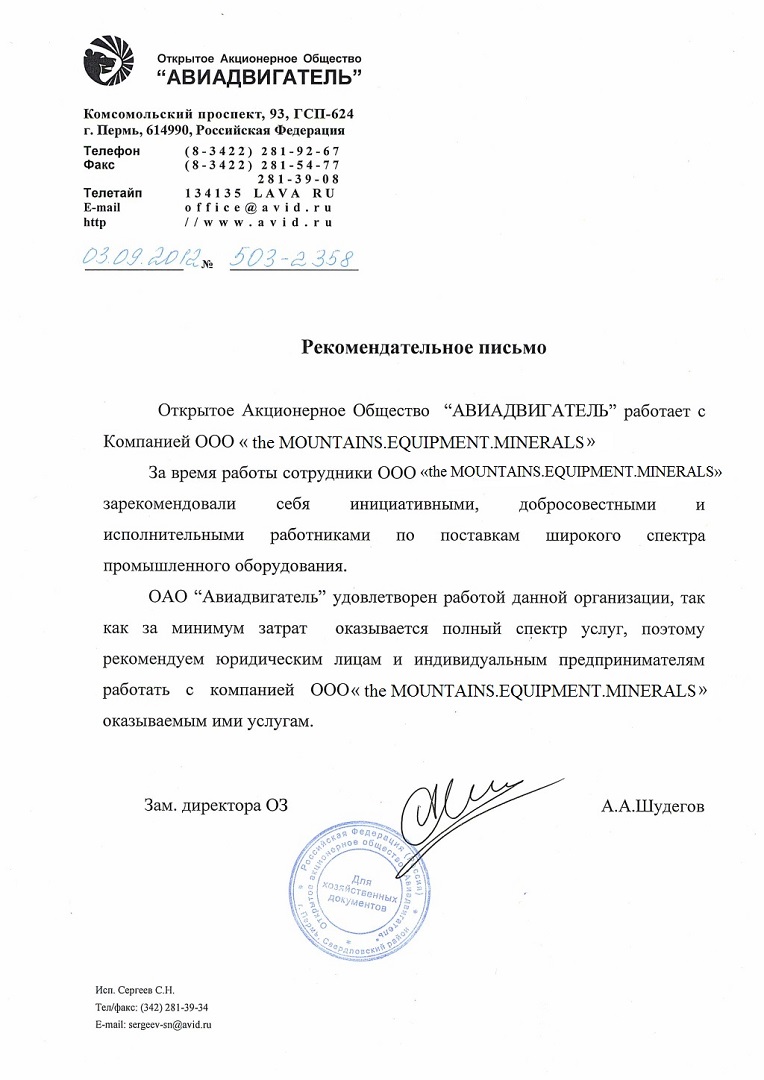 Открытое Акционерное Общество
“АВИАДВИГАТЕЛЬ”
Комсомольский проспект, 93, ГСП-624
г. Пермь, 614990, Российская Федерация
Телефон (8-3422) 281-92-67
Факс (8-3422) 281-54-77
281-39-08
Телетайп 134135 LAVA RU
E-mail office@avid.ru
http //www.avid.ru
03.09.2012 № 503-2358
Рекомендательное письмо
Открытое Акционерное Общество “АВИАДВИГАТЕЛЬ” работает с
Компанией ООО « the MOUNTAINS.EQUIPMENT.MINERALS»
За время работы сотрудники ООО «the MOUNTAINS.EQUIPMENT.MINERALS»
зарекомендовали себя инициативными, добросовестными и
исполнительными работниками по поставкам широкого спектра
промышленного оборудования.
ОАО “Авиадвигатель” удовлетворен работой данной организации, так
как за минимум затрат оказывается полный спектр услуг, поэтому
рекомендуем юридическим лицам и индивидуальным предпринимателям
работать с компанией ООО« the MOUNTAINS.EQUIPMENT.MINERALS»
оказываемым ими услугам.
Зам. директора ОЗ А.А.Шудегов
Российская Федерация (Россия)
г. Пермь, Свердловский район
Открытое акционерное общество "Авиадвигатель"
Для
хозяйственных
документов
Исп. Сергеев С.Н.
Тел/факс: (342) 281-39-34
E-mail: sergeev-sn@avid.ru